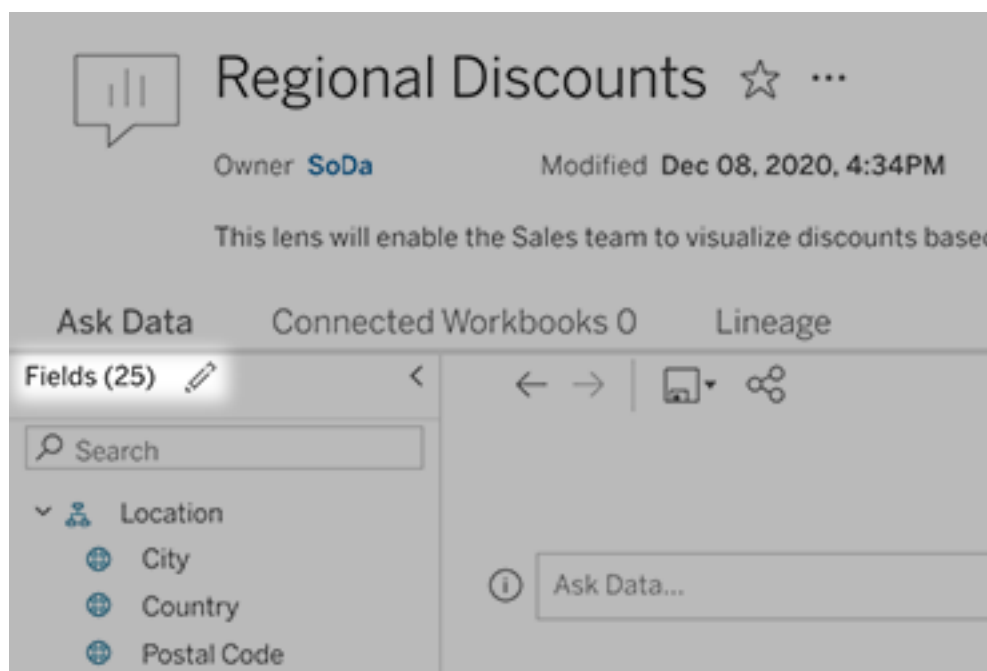 Regional Discounts
Owner SoDa Modified Dec 08, 2020, 4:34PM
This lens will enable the Sales team to visualize discounts based
Ask Data Connected Workbooks 0 Lineage
Fields (25)
Search
Location
City
Country
Postal Code
Ask Data...